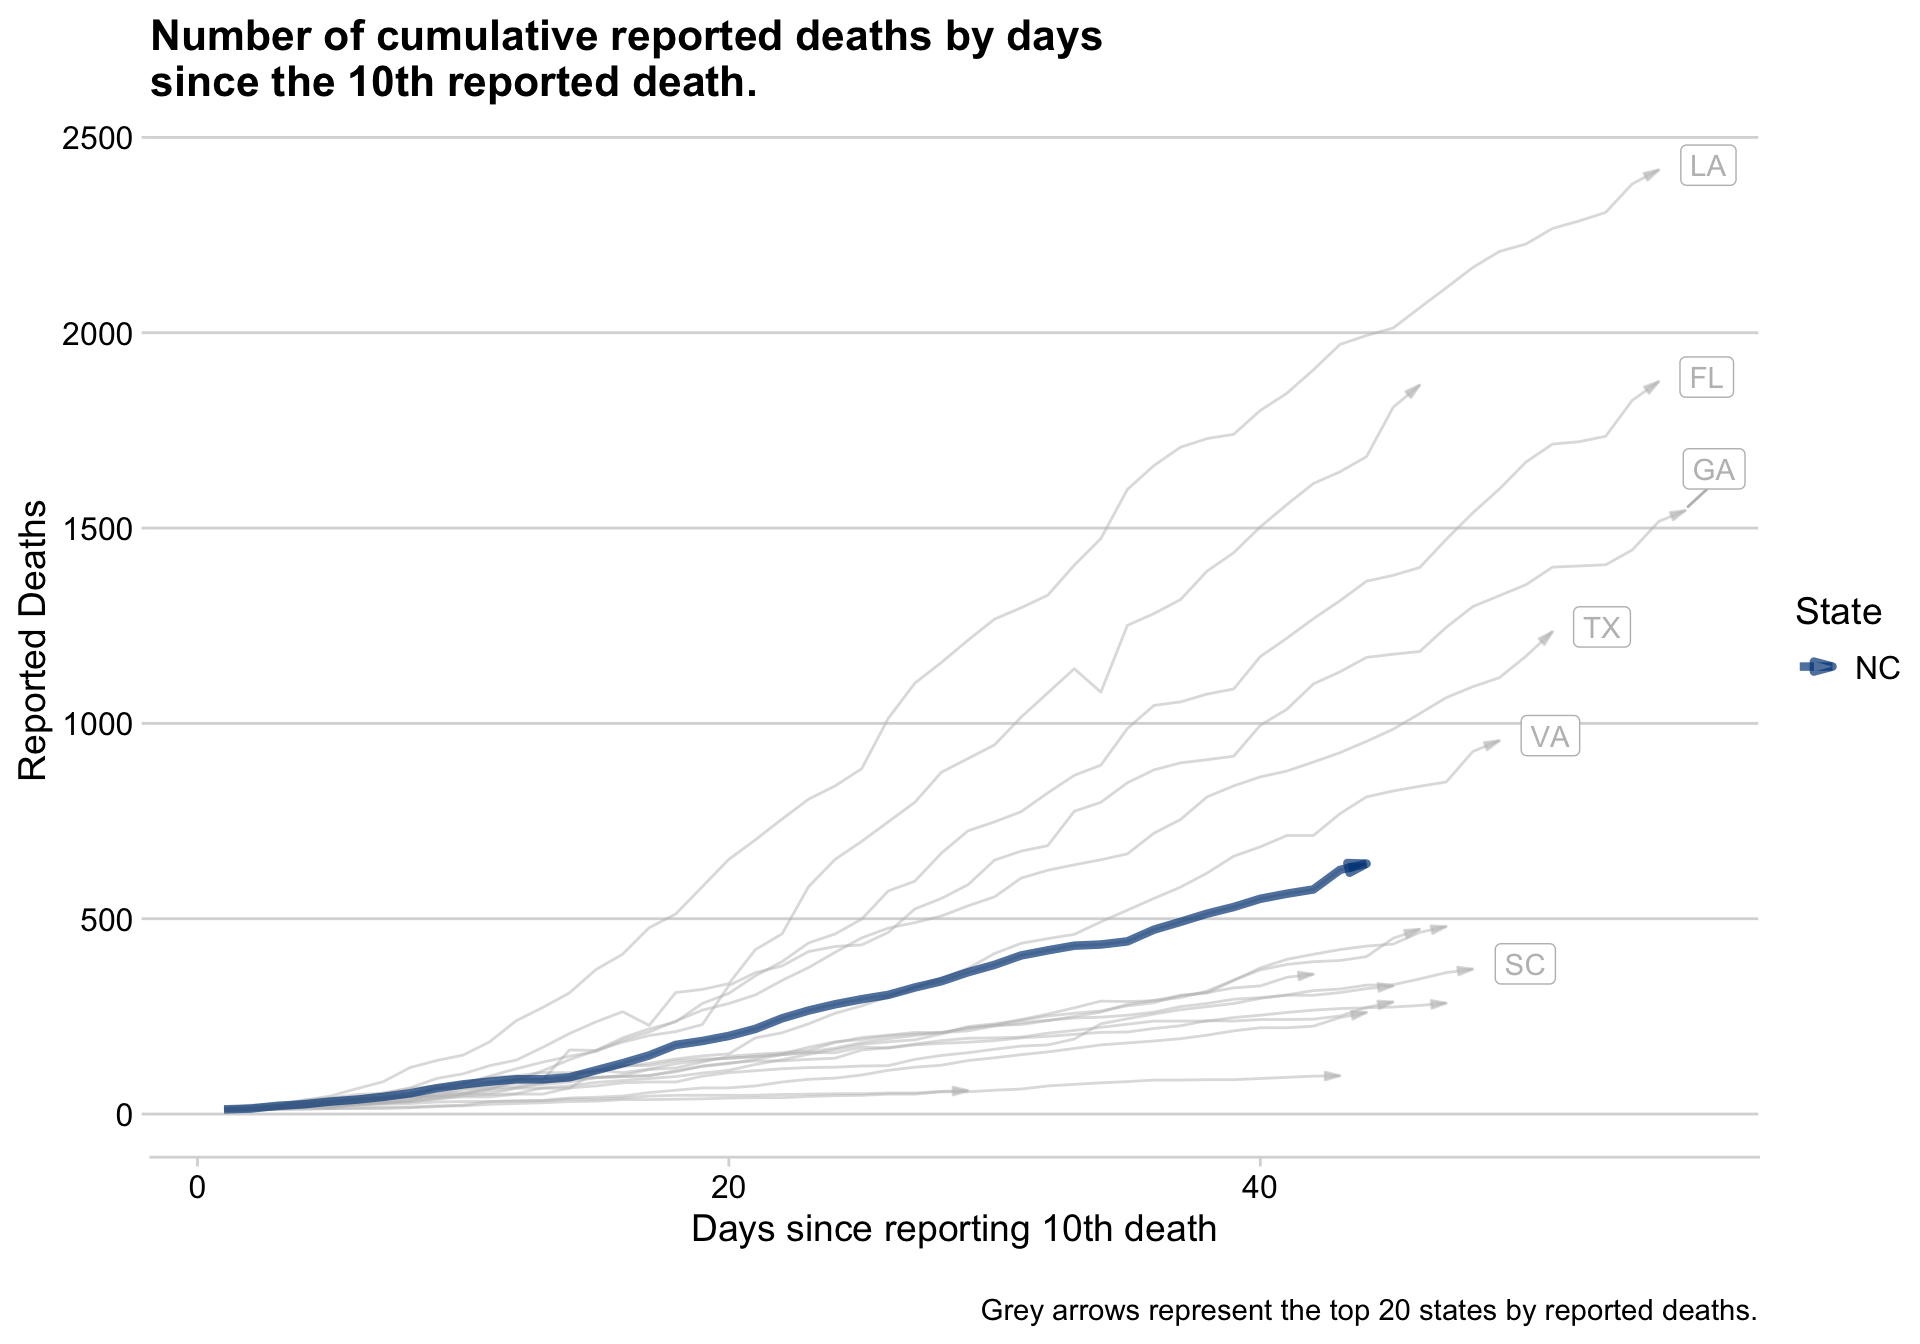 Number of cumulative reported deaths by days
since the 10th reported death.
2500
2000
1500
1000
500
0
Reported Deaths
LA
FL
GA
TX
VA
SC
State
NC
0
20
40
Days since reporting 10th death
Grey arrows represent the top 20 states by reported deaths.